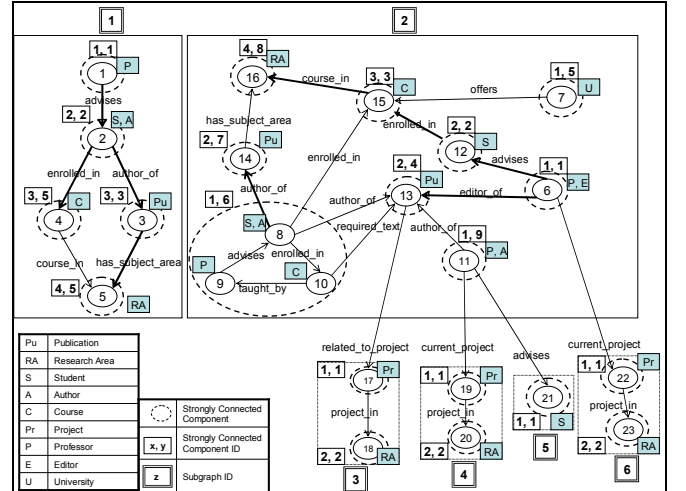 1
2
1, 1
P
1
advises
2, 2
S, A
2
enrolled_in
author_of
3, 5
C
3, 3
Pu
4
3
course_in
has_subject_area
4, 5
5
RA
4, 8
RA
16
course_in
3, 3
C
15
offers
1, 5
U
7
has_subject_area
2, 7
Pu
14
enrolled_in
enrolled_in
2, 2
S
12
advises
1, 1
P, E
6
2, 4
Pu
13
editor_of
author_of
1, 6
S, A
8
author_of
required_text
author_of
1, 9
P, A
11
advises
enrolled_in
P
9
C
10
taught_by
related_to_project
1, 1
Pr
17
project_in
18
2, 2
RA
3
current_project
1, 1
Pr
19
project_in
20
2, 2
RA
4
advises
21
1, 1
S
5
current_project
1, 1
Pr
22
project_in
23
2, 2
RA
6
Pu Publication
RA Research Area
S Student
A Author
C Course
Pr Project
P Professor
E Editor
U University
Strongly Connected
Component
x, y
Strongly Connected
Component ID
z
Subgraph ID